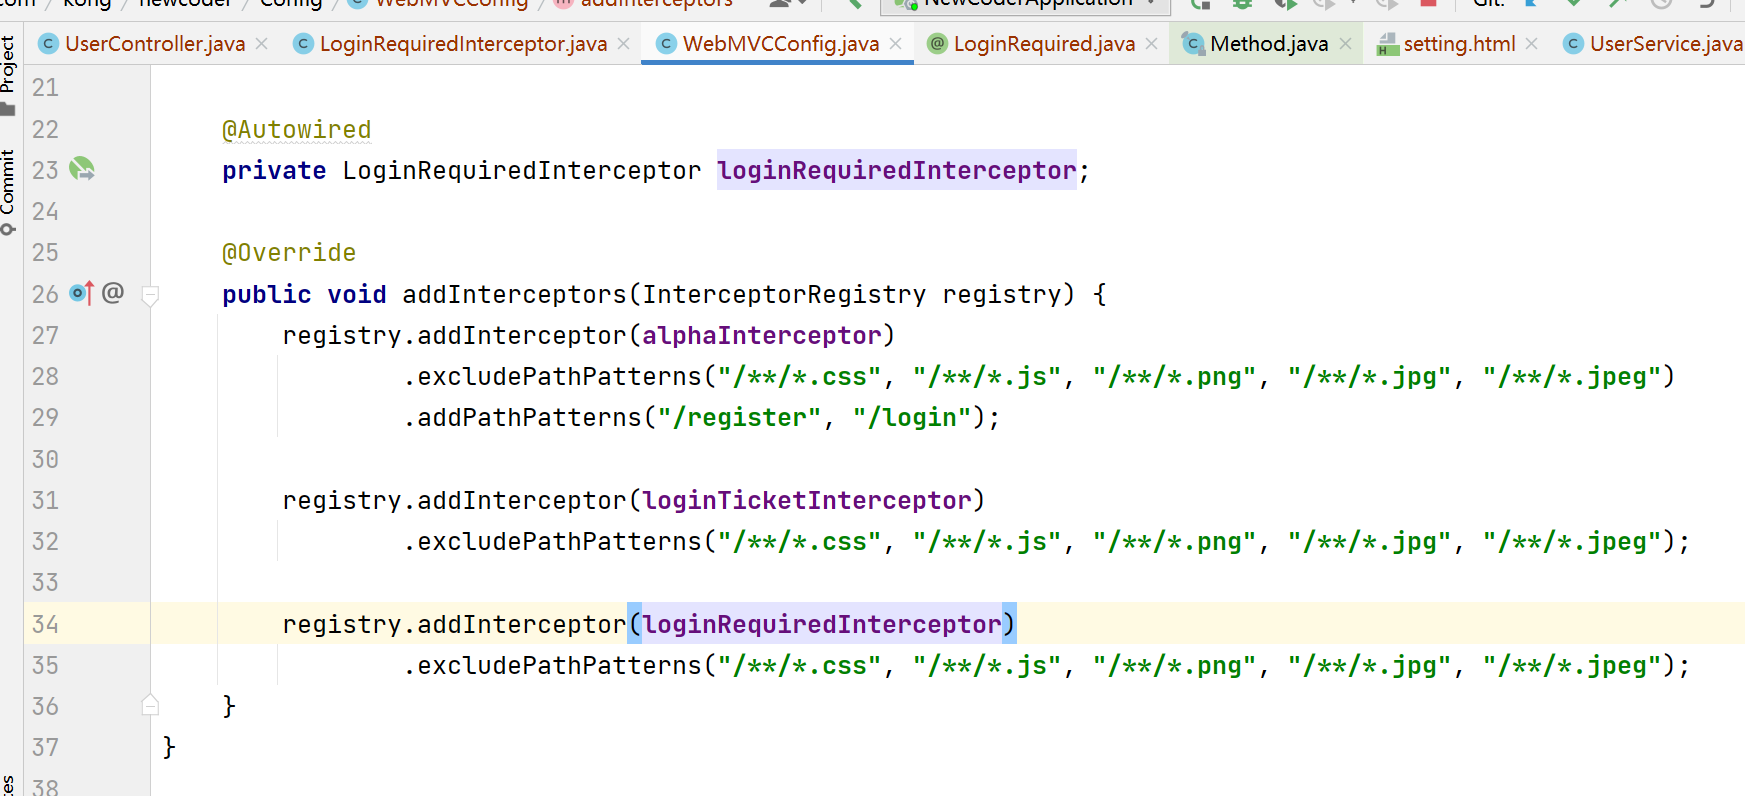 com / kong / newcoder / Config / WebMVCConfig / addInterceptors NewCoderApplication Git:
UserController.java LoginRequiredInterceptor.java WebMVCConfig.java LoginRequired.java Method.java setting.html UserService.java
Project
Commit
21
22 @Autowired
23 private LoginRequiredInterceptor loginRequiredInterceptor;
24
25 @Override
26 public void addInterceptors(InterceptorRegistry registry) {
27 registry.addInterceptor(alphaInterceptor)
28 .excludePathPatterns("/**/*.css", "/**/*.js", "/**/*.png", "/**/*.jpg", "/**/*.jpeg")
29 .addPathPatterns("/register", "/login");
30
31 registry.addInterceptor(loginTicketInterceptor)
32 .excludePathPatterns("/**/*.css", "/**/*.js", "/**/*.png", "/**/*.jpg", "/**/*.jpeg");
33
34 registry.addInterceptor(loginRequiredInterceptor)
35 .excludePathPatterns("/**/*.css", "/**/*.js", "/**/*.png", "/**/*.jpg", "/**/*.jpeg");
36 }
37 }
38